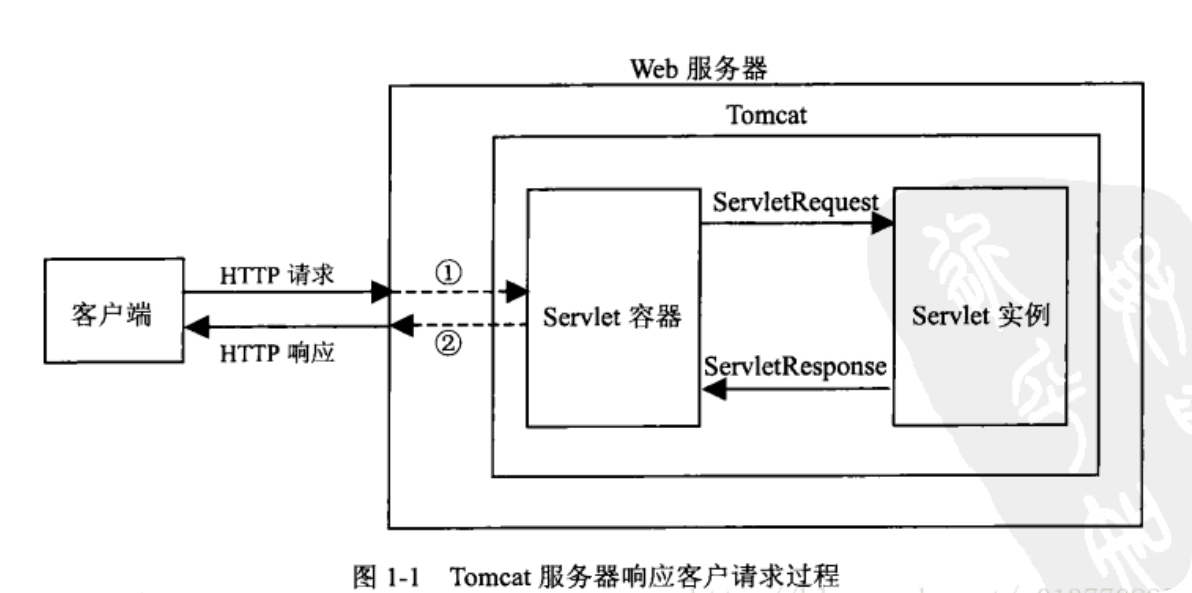 Web 服务器
Tomcat
ServletRequest
HTTP 请求
①
客户端
Servlet 容器
Servlet 实例
②
HTTP 响应
ServletResponse
图 1-1 Tomcat 服务器响应客户请求过程